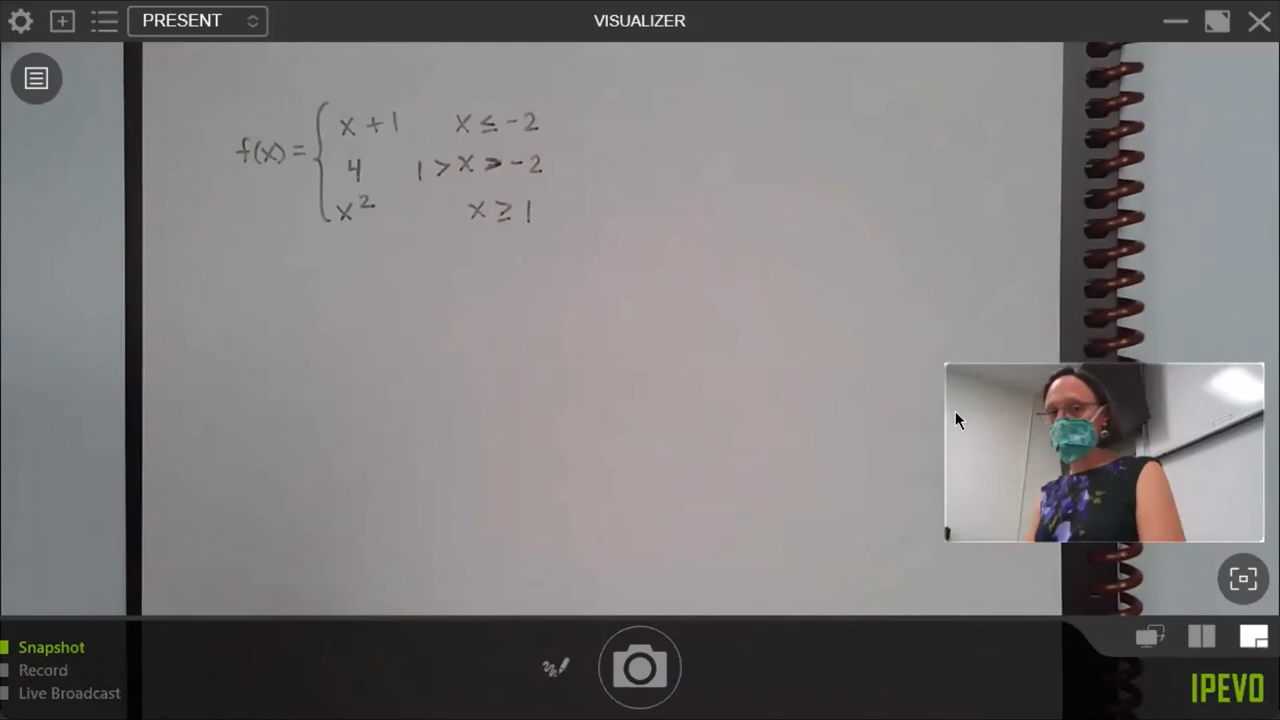 PRESENT
VISUALIZER
f(x) = { x + 1 x ≤ -2
4 1 > x > -2
x² x ≥ 1
Snapshot
Record
Live Broadcast
IPEVO